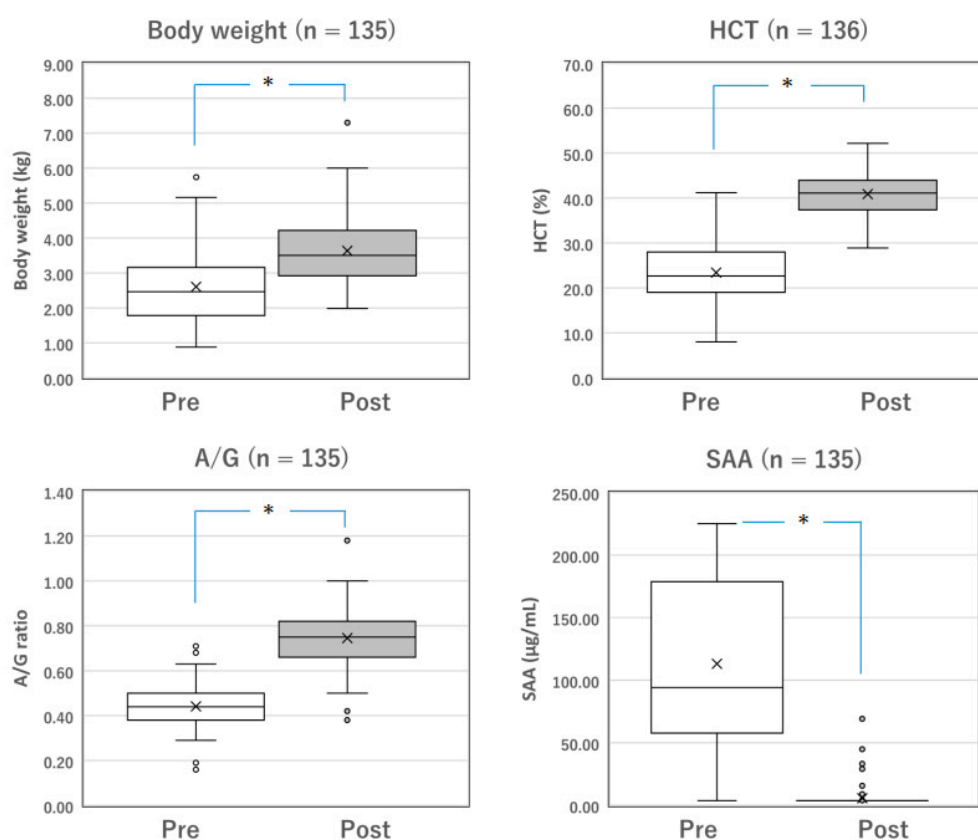 Body weight (n = 135)
9.00
8.00
7.00
6.00
5.00
4.00
3.00
2.00
1.00
0.00
Body weight (kg)
*
Pre
Post
HCT (n = 136)
70.0
60.0
50.0
40.0
30.0
20.0
10.0
0.0
HCT (%)
*
Pre
Post
A/G (n = 135)
1.40
1.20
1.00
0.80
0.60
0.40
0.20
0.00
A/G ratio
*
Pre
Post
SAA (n = 135)
250.00
200.00
150.00
100.00
50.00
0.00
SAA (μg/mL)
*
Pre
Post